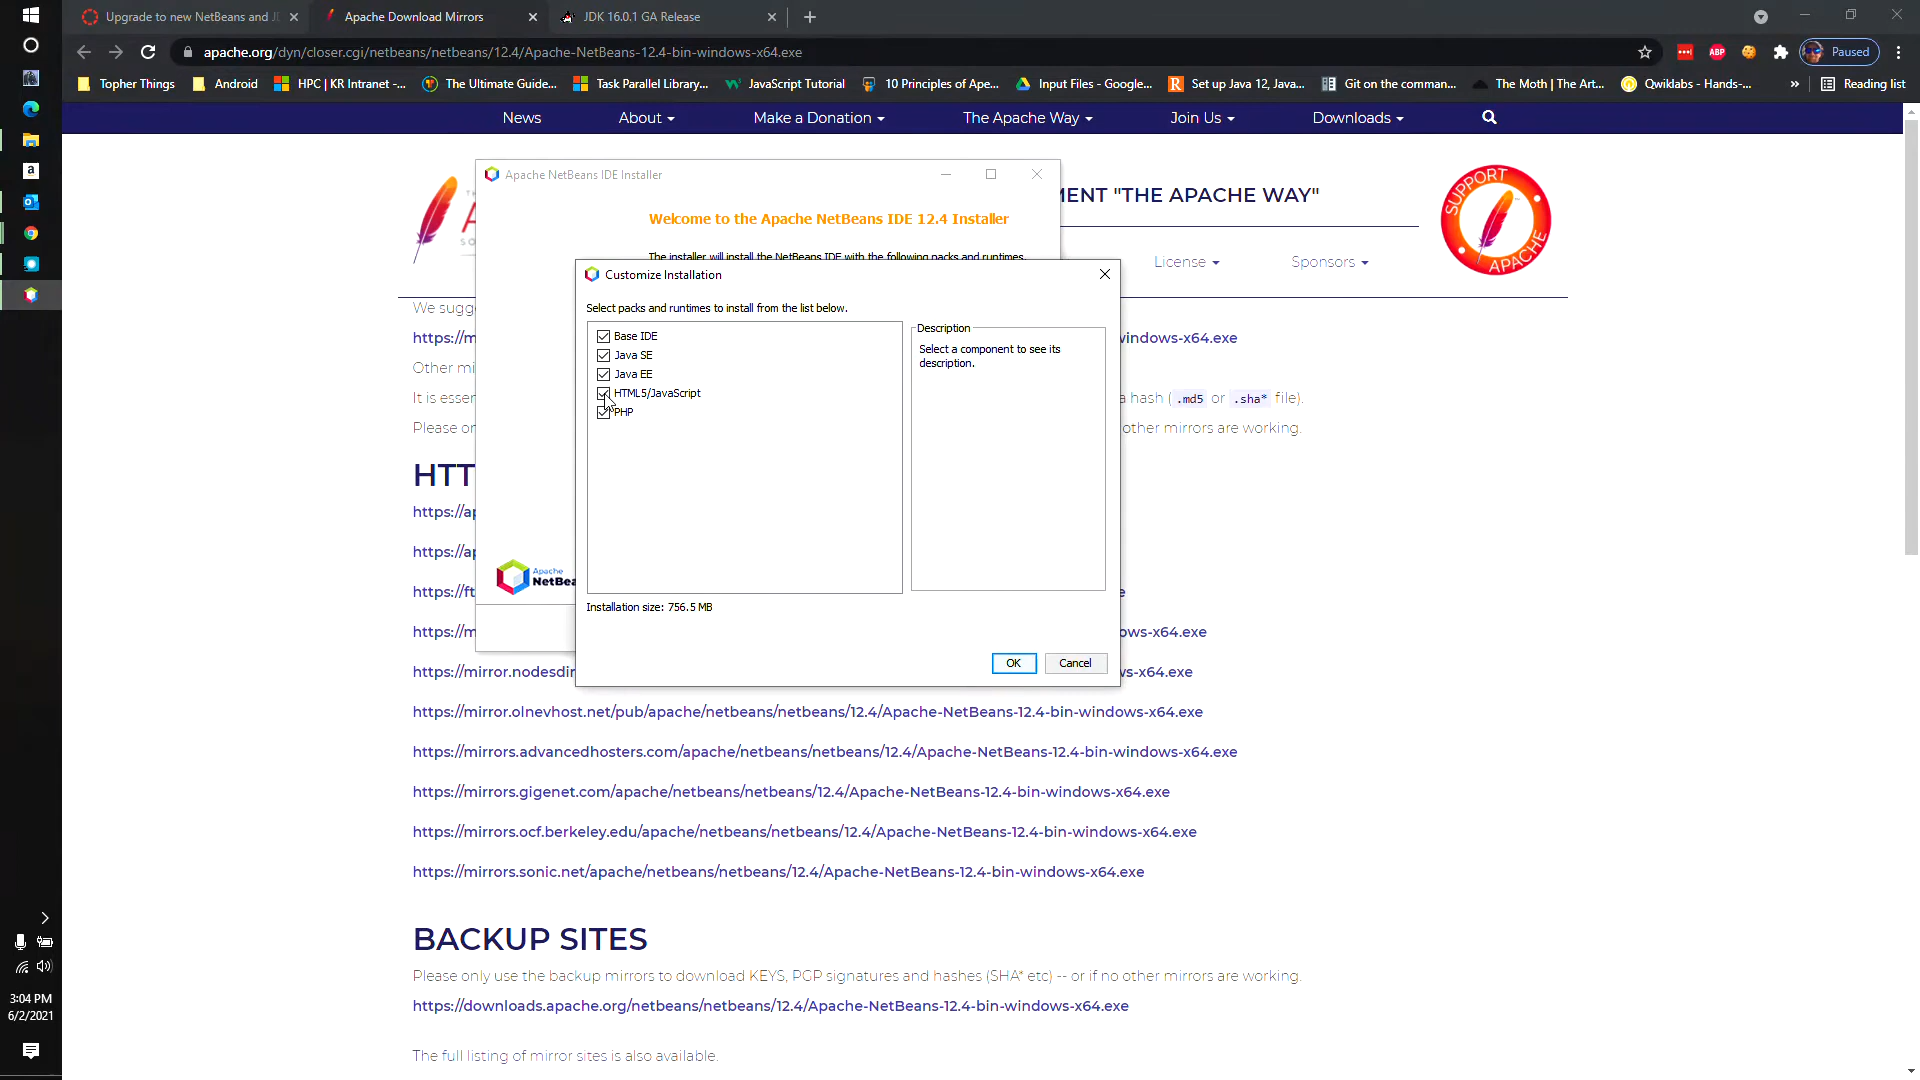 Upgrade to new NetBeans and J
Apache Download Mirrors
JDK 16.0.1 GA Release
apache.org/dyn/closer.cgi/netbeans/netbeans/12.4/Apache-NetBeans-12.4-bin-windows-x64.exe
ABP
Paused
Topher Things
Android
HPC | KR Intranet -...
The Ultimate Guide...
Task Parallel Library...
JavaScript Tutorial
10 Principles of Ape...
Input Files - Google...
Set up Java 12, Java...
Git on the comman...
The Moth | The Art...
Qwiklabs - Hands-...
»
Reading list
News
About
Make a Donation
The Apache Way
Join Us
Downloads
Apache NetBeans IDE Installer
MENT "THE APACHE WAY"
SUPPORT APACHE
Welcome to the Apache NetBeans IDE 12.4 Installer
The installer will install the NetBeans IDE with the following packs and runtimes.
License
Sponsors
Customize Installation
Select packs and runtimes to install from the list below.
Base IDE
Java SE
Java EE
HTML5/JavaScript
PHP
Description
Select a component to see its
description.
Installation size: 756.5 MB
OK
Cancel
Apache
NetBea
We sugg
https://m
indows-x64.exe
Other mi
It is essen
a hash ( .md5 or .sha* file).
Please on
other mirrors are working.
HTT
https://ap
https://ap
https://ft
e
https://m
ows-x64.exe
https://mirror.nodesdir
s-x64.exe
https://mirror.olnevhost.net/pub/apache/netbeans/netbeans/12.4/Apache-NetBeans-12.4-bin-windows-x64.exe
https://mirrors.advancedhosters.com/apache/netbeans/netbeans/12.4/Apache-NetBeans-12.4-bin-windows-x64.exe
https://mirrors.gigenet.com/apache/netbeans/netbeans/12.4/Apache-NetBeans-12.4-bin-windows-x64.exe
https://mirrors.ocf.berkeley.edu/apache/netbeans/netbeans/12.4/Apache-NetBeans-12.4-bin-windows-x64.exe
https://mirrors.sonic.net/apache/netbeans/netbeans/12.4/Apache-NetBeans-12.4-bin-windows-x64.exe
BACKUP SITES
Please only use the backup mirrors to download KEYS, PGP signatures and hashes (SHA* etc) -- or if no other mirrors are working.
https://downloads.apache.org/netbeans/netbeans/12.4/Apache-NetBeans-12.4-bin-windows-x64.exe
The full listing of mirror sites is also available.
3:04 PM
6/2/2021